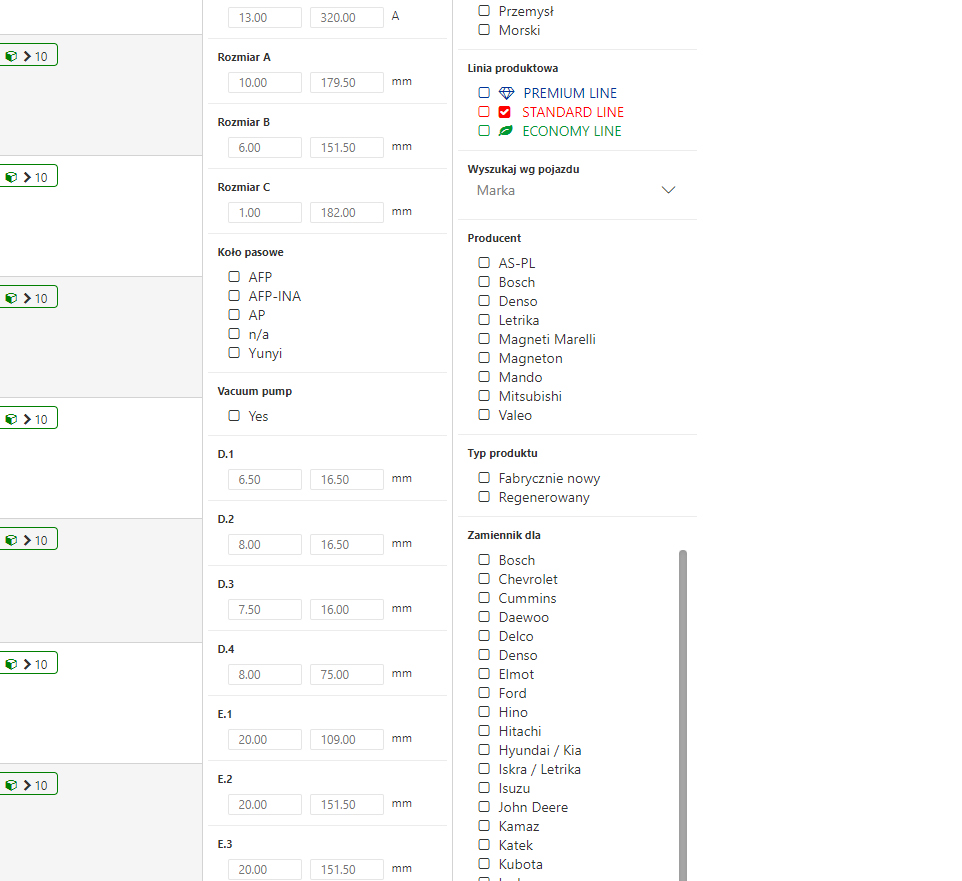 > 10
> 10
> 10
> 10
> 10
> 10
> 10
13.00 320.00 A
Rozmiar A
10.00 179.50 mm
Rozmiar B
6.00 151.50 mm
Rozmiar C
1.00 182.00 mm
Koło pasowe
AFP
AFP-INA
AP
n/a
Yunyi
Vacuum pump
Yes
D.1
6.50 16.50 mm
D.2
8.00 16.50 mm
D.3
7.50 16.00 mm
D.4
8.00 75.00 mm
E.1
20.00 109.00 mm
E.2
20.00 151.50 mm
E.3
20.00 151.50 mm
Przemysł
Morski
Linia produktowa
PREMIUM LINE
STANDARD LINE
ECONOMY LINE
Wyszukaj wg pojazdu
Marka
Producent
AS-PL
Bosch
Denso
Letrika
Magneti Marelli
Magneton
Mando
Mitsubishi
Valeo
Typ produktu
Fabrycznie nowy
Regenerowany
Zamiennik dla
Bosch
Chevrolet
Cummins
Daewoo
Delco
Denso
Elmot
Ford
Hino
Hitachi
Hyundai / Kia
Iskra / Letrika
Isuzu
John Deere
Kamaz
Katek
Kubota